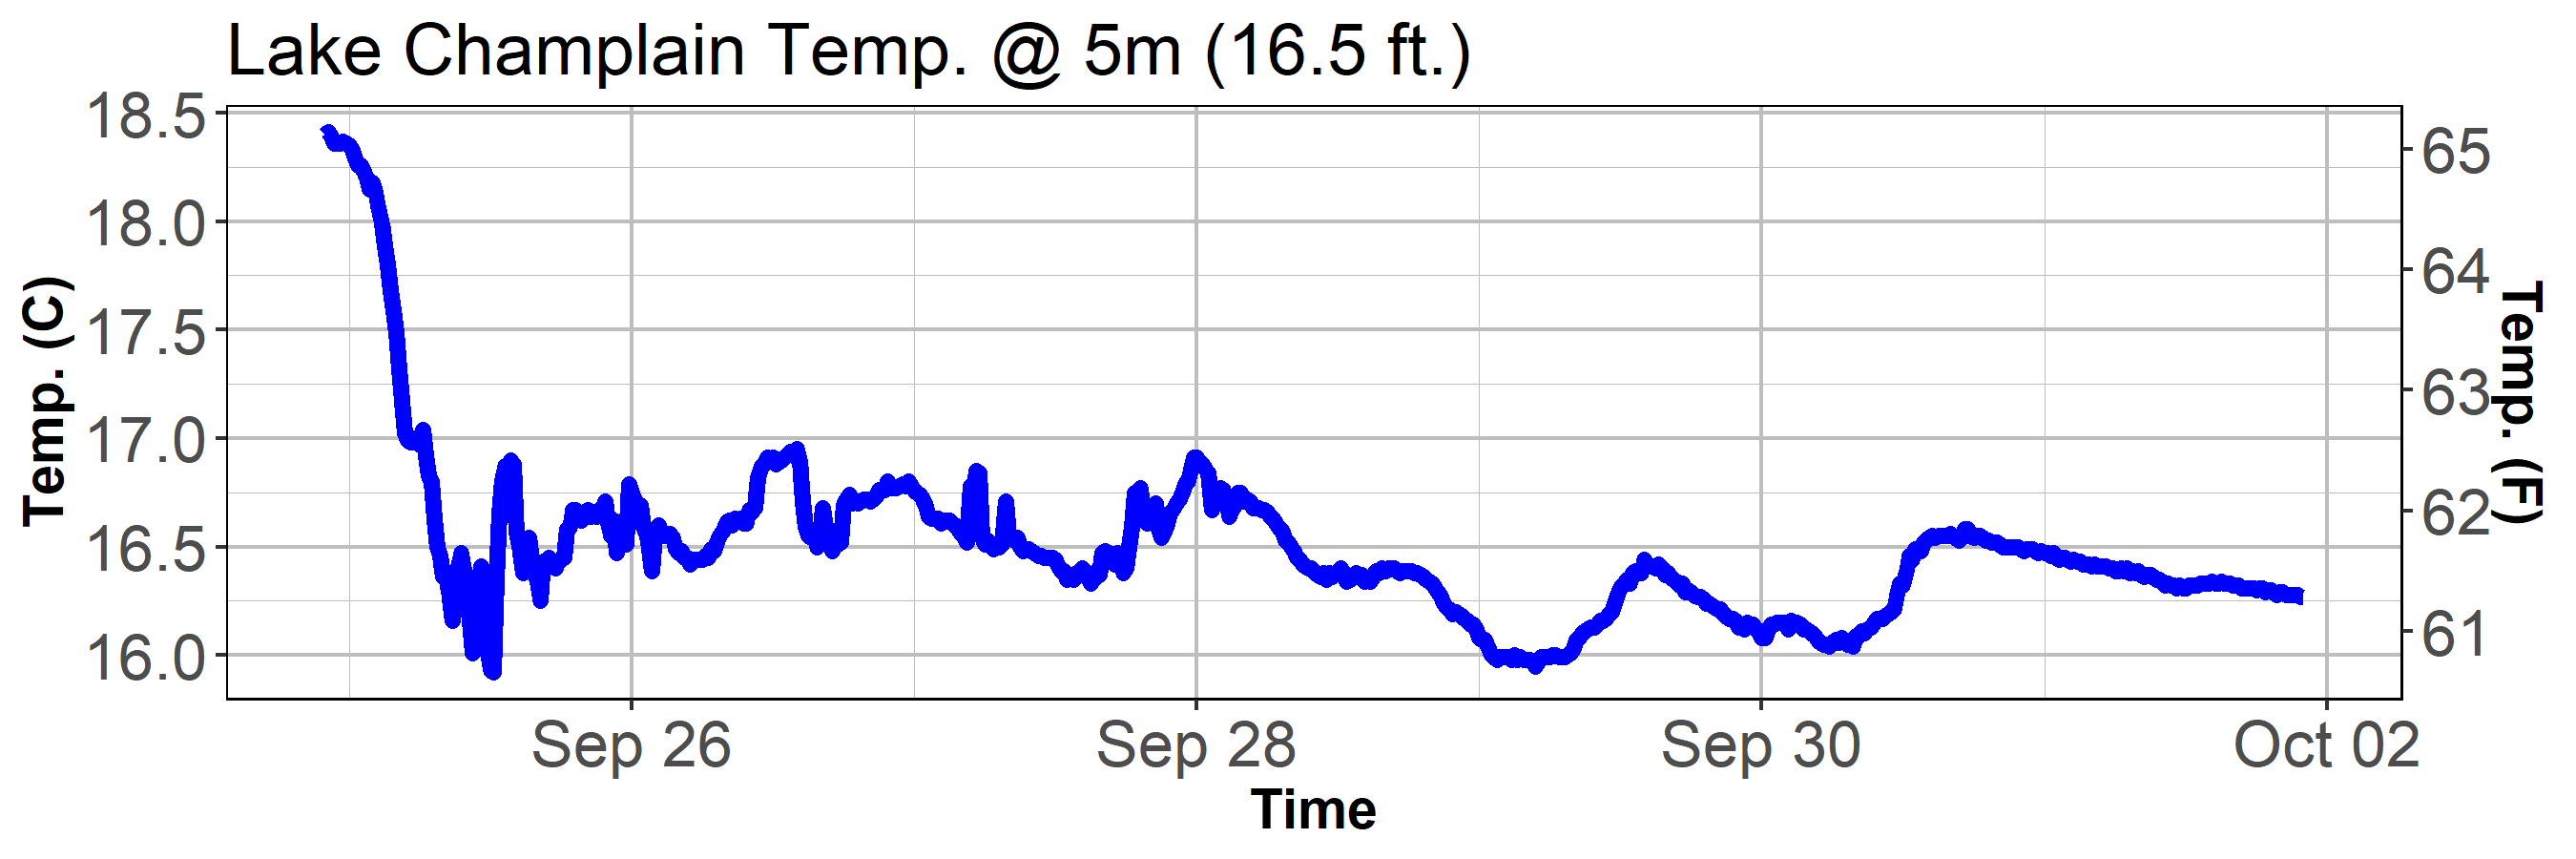 Lake Champlain Temp. @ 5m (16.5 ft.)
Temp. (C)
18.5
18.0
17.5
17.0
16.5
16.0
65
64
63
62
61
Temp. (F)
Sep 26
Sep 28
Sep 30
Oct 02
Time